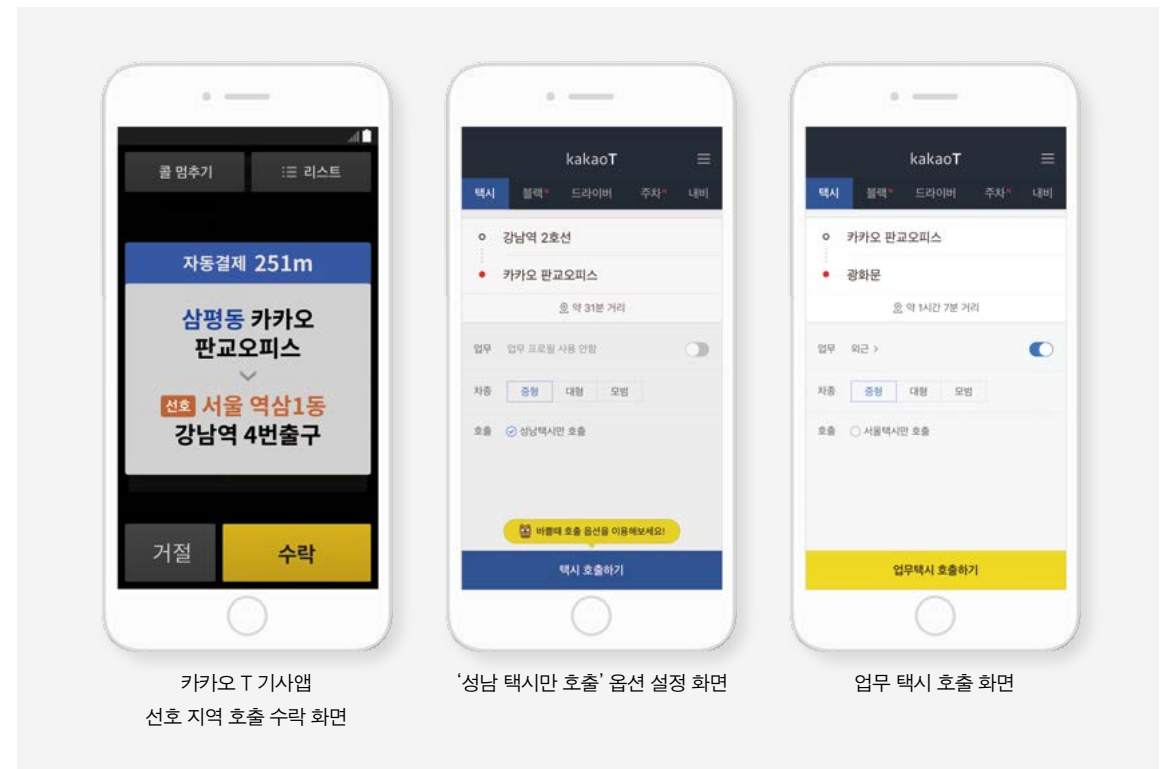 콜 멈추기
리스트
자동결제 251m
삼평동 카카오
판교오피스
선호 서울 역삼1동
강남역 4번출구
거절
수락
카카오 T 기사앱
선호 지역 호출 수락 화면
kakaoT
택시 블랙N 드라이버 주차N 내비
강남역 2호선
카카오 판교오피스
약 31분 거리
업무 업무 프로필 사용 안함
차종 중형 대형 모범
호출 성남택시만 호출
바쁠때 호출 옵션을 이용해보세요!
택시 호출하기
‘성남 택시만 호출’ 옵션 설정 화면
kakaoT
택시 블랙N 드라이버 주차N 내비
카카오 판교오피스
광화문
약 1시간 7분 거리
업무 외근 >
차종 중형 대형 모범
호출 서울택시만 호출
업무택시 호출하기
업무 택시 호출 화면